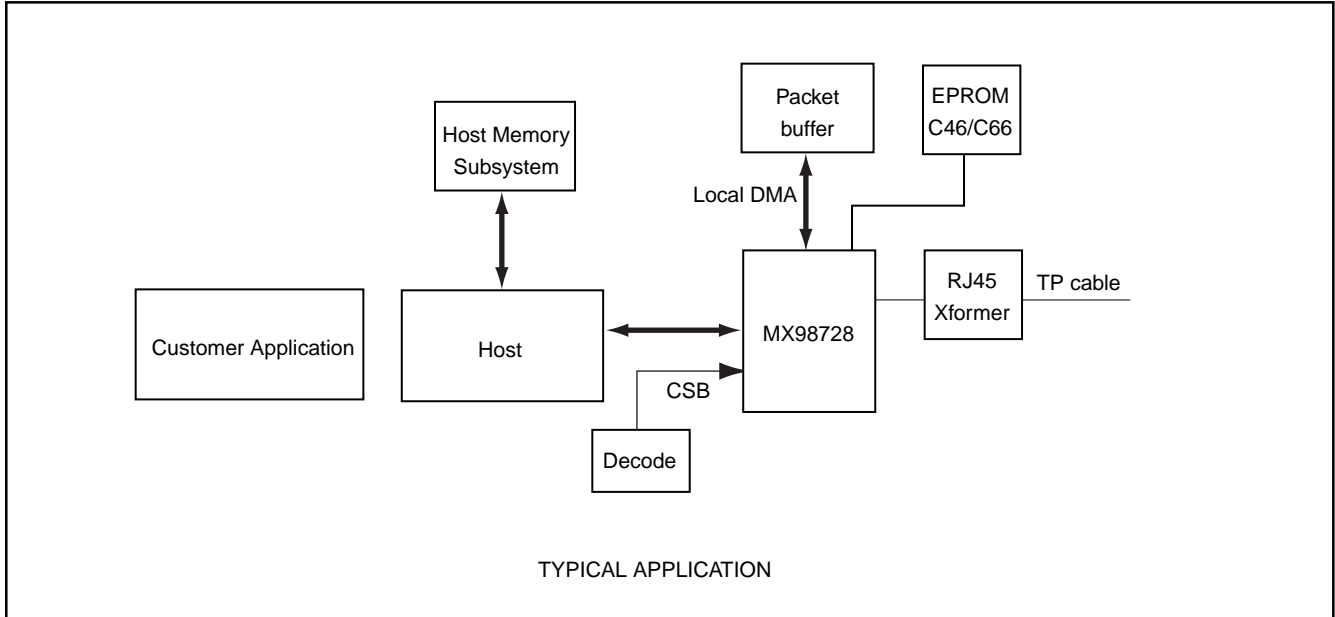 Packet
buffer
EPROM
C46/C66
Host Memory
Subsystem
Local DMA
RJ45
Xformer
TP cable
Customer Application
Host
MX98728
CSB
Decode
TYPICAL APPLICATION